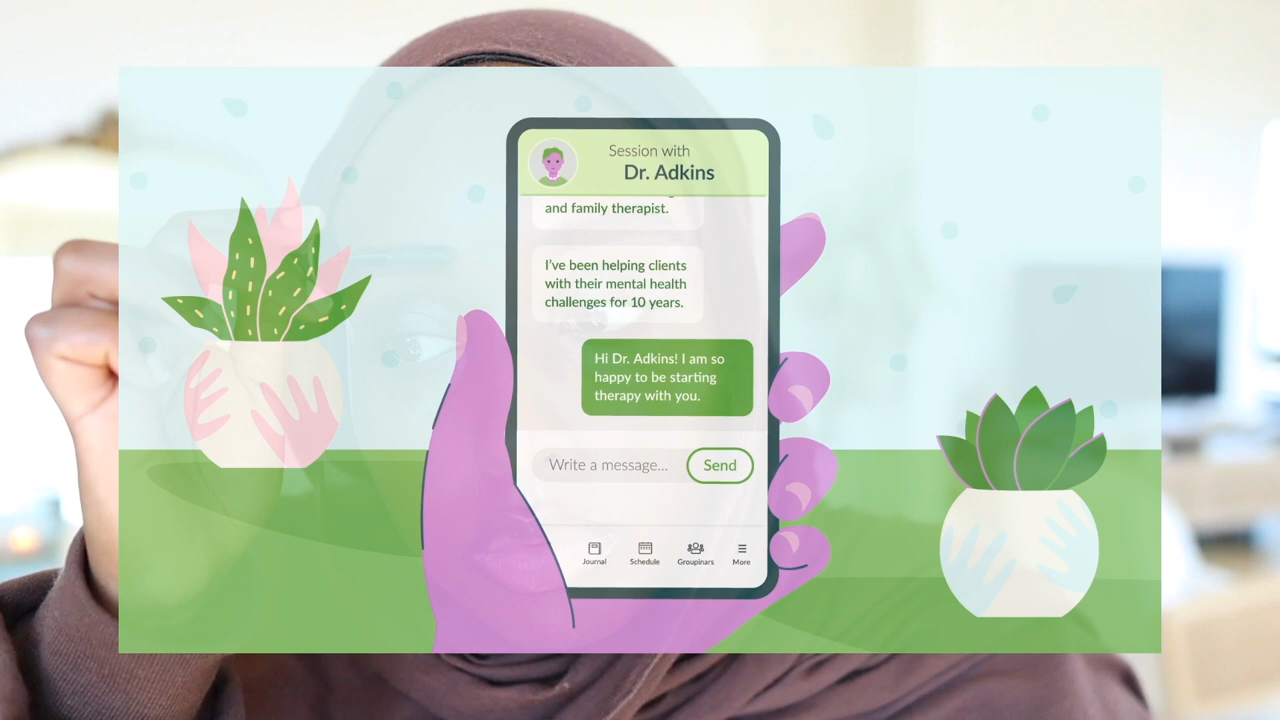 Session with
Dr. Adkins
and family therapist.
I've been helping clients
with their mental health
challenges for 10 years.
Hi Dr. Adkins! I am so
happy to be starting
therapy with you.
Write a message...
Send
Journal
Schedule
Groupinars
More